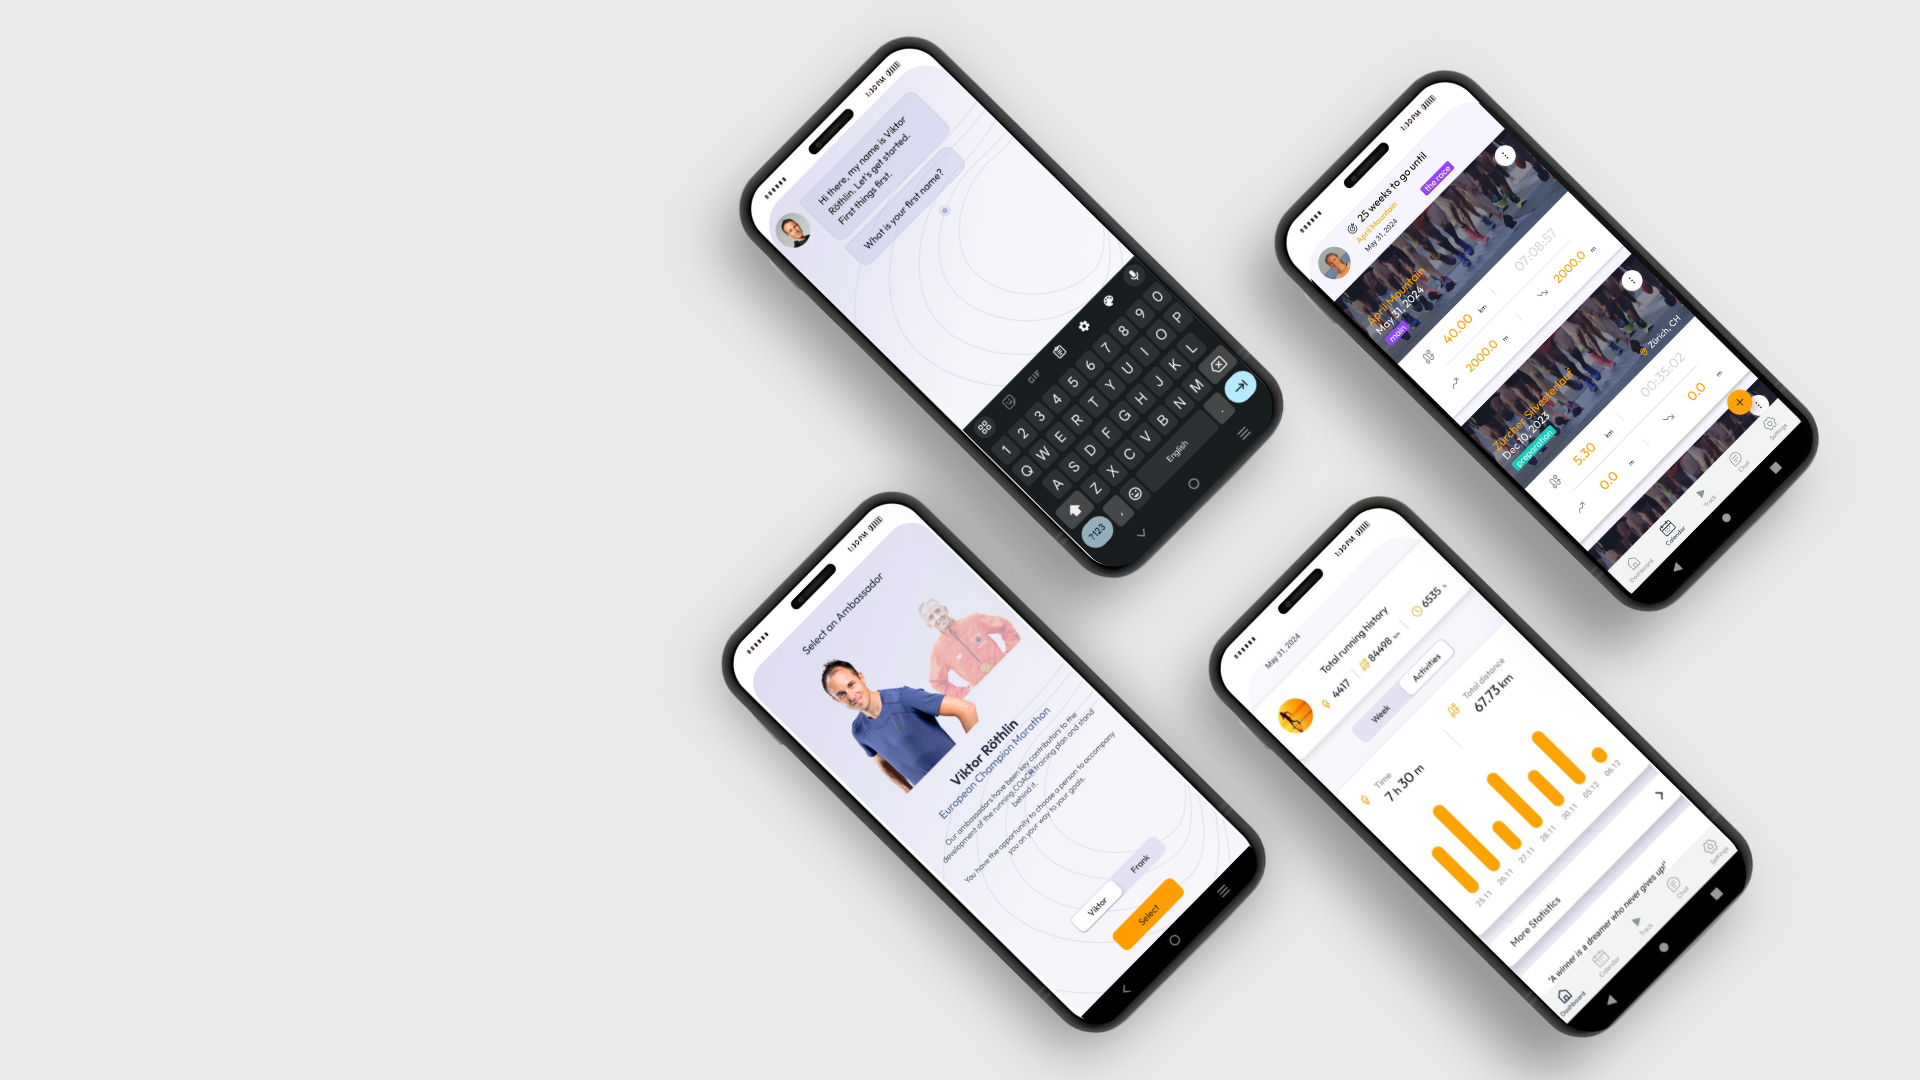 1:30 PM
Hi there, my name is Viktor
Röthlin. Let's get started.
First things first.
What is your first name?
GIF
1 2 3 4 5 6 7 8 9 0
Q W E R T Y U I O P
A S D F G H J K L
Z X C V B N M
?123 , English .
1:30 PM
25 weeks to go until
April Mountain the race
May 31, 2024
April Mountain
May 31, 2024
main
40.00 km 07:08:57
2000.0 m 2000.0 m
Zürcher Silvesterlauf
Dec 10, 2023
preparation Zürich, CH
5.30 km 00:35:02
0.0 m 0.0 m
Dashboard Calendar Track Chat Settings
1:30 PM
Select an Ambassador
Viktor Röthlin
European Champion Marathon
Our ambassadors have been key contributors to the
development of the running.COACH training plan and stand
behind it.
You have the opportunity to choose a person to accompany
you on your way to your goals.
Viktor Frank
Select
1:30 PM
May 31, 2024
Total running history
4417 84498 km 6535 h
Week Activities
Time Total distance
7 h 30 m 67.73 km
25.11 26.11 27.11 28.11 30.11 05.12 06.12
More Statistics
"A winner is a dreamer who never gives up!"
Dashboard Calendar Track Chat Settings